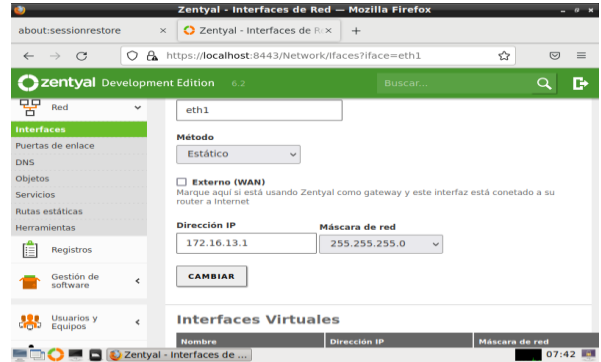 Zentyal - Interfaces de Red — Mozilla Firefox
about:sessionrestore
Zentyal - Interfaces de R
https://localhost:8443/Network/Ifaces?iface=eth1
zentyal Development Edition 6.2
Buscar...
Red
Interfaces
Puertas de enlace
DNS
Objetos
Servicios
Rutas estáticas
Herramientas
Registros
Gestión de
software
Usuarios y
Equipos
eth1
Método
Estático
Externo (WAN)
Marque aquí si está usando Zentyal como gateway y este interfaz está conetado a su
router a Internet
Dirección IP
Máscara de red
172.16.13.1
255.255.255.0
CAMBIAR
Interfaces Virtuales
Nombre
Dirección IP
Máscara de red
Zentyal - Interfaces de ...
07:42